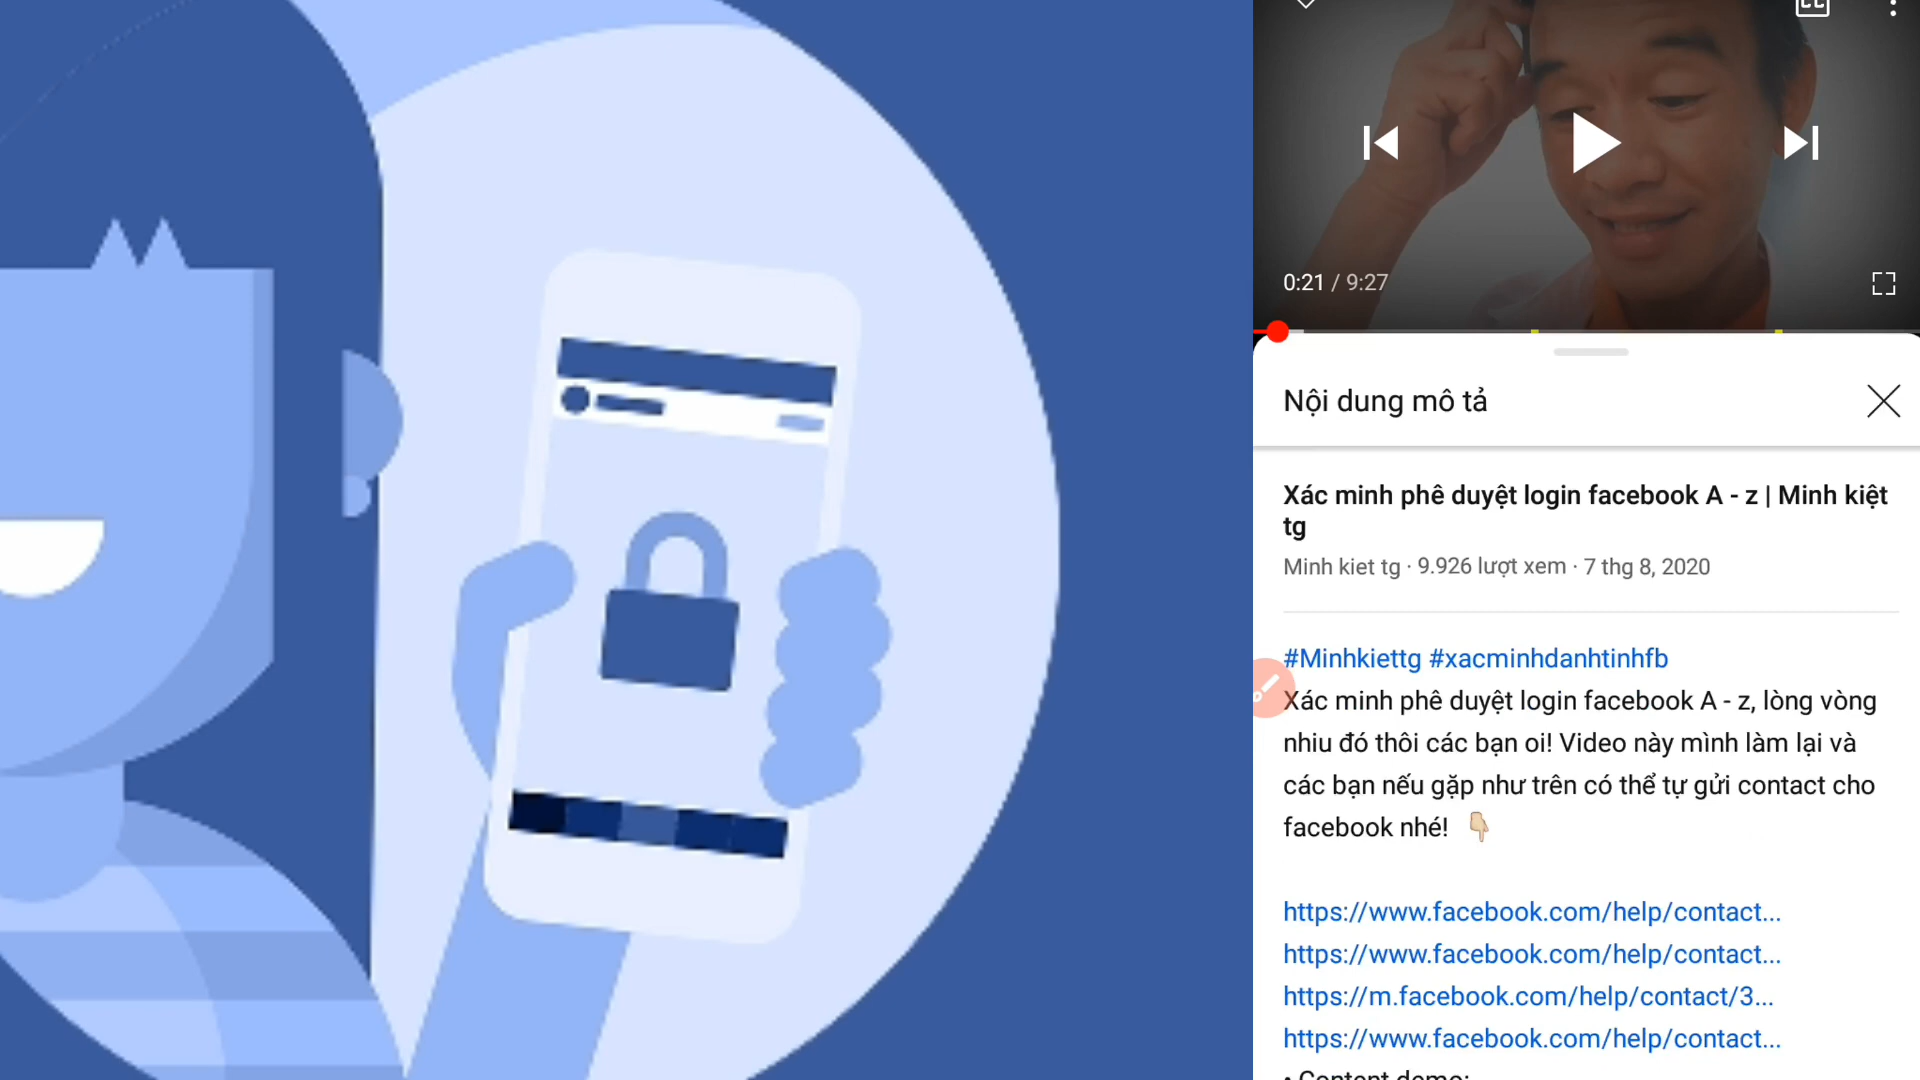 CC
0:21 / 9:27
Nội dung mô tả
Xác minh phê duyệt login facebook A - z | Minh kiệt
tg
Minh kiet tg · 9.926 lượt xem · 7 thg 8, 2020
#Minhkiettg #xacminhdanhtinhfb
Xác minh phê duyệt login facebook A - z, lòng vòng
nhiu đó thôi các bạn oi! Video này mình làm lại và
các bạn nếu gặp như trên có thể tự gửi contact cho
facebook nhé! 👇🏼
https://www.facebook.com/help/contact...
https://www.facebook.com/help/contact...
https://m.facebook.com/help/contact/3...
https://www.facebook.com/help/contact...
• Content demo: